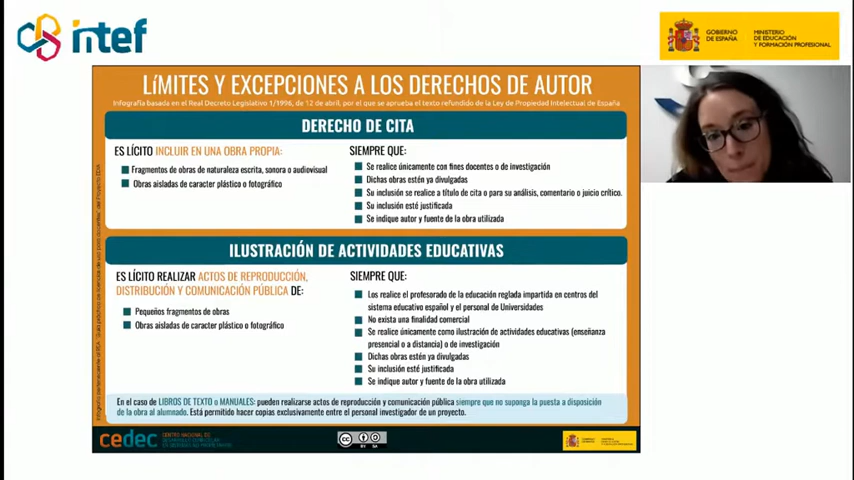 intef
GOBIERNO
DE ESPAÑA
MINISTERIO
DE EDUCACIÓN
Y FORMACIÓN PROFESIONAL
LÍMITES Y EXCEPCIONES A LOS DERECHOS DE AUTOR
Infografía basada en el Real Decreto Legislativo 1/1996, de 12 de abril, por el que se aprueba el texto refundido de la Ley de Propiedad Intelectual de España
DERECHO DE CITA
ES LÍCITO INCLUIR EN UNA OBRA PROPIA:
Fragmentos de obras de naturaleza escrita, sonora o audiovisual
Obras aisladas de caracter plástico o fotográfico
SIEMPRE QUE:
Se realice únicamente con fines docentes o de investigación
Dichas obras estén ya divulgadas
Su inclusión se realice a título de cita o para su análisis, comentario o juicio crítico.
Su inclusión esté justificada
Se indique autor y fuente de la obra utilizada
ILUSTRACIÓN DE ACTIVIDADES EDUCATIVAS
ES LÍCITO REALIZAR ACTOS DE REPRODUCCIÓN,
DISTRIBUCIÓN Y COMUNICACIÓN PÚBLICA DE:
Pequeños fragmentos de obras
Obras aisladas de caracter plástico o fotográfico
SIEMPRE QUE:
Los realice el profesorado de la educación reglada impartida en centros del
sistema educativo español y el personal de Universidades
No exista una finalidad comercial
Se realice únicamente como ilustración de actividades educativas (enseñanza
presencial o a distancia) o de investigación
Dichas obras estén ya divulgadas
Su inclusión esté justificada
Se indique autor y fuente de la obra utilizada
En el caso de LIBROS DE TEXTO o MANUALES: pueden realizarse actos de reproducción y comunicación pública siempre que no suponga la puesta a disposición
de la obra al alumnado. Está permitido hacer copias exclusivamente entre el personal investigador de un proyecto.
cedec
CENTRO NACIONAL DE
cc
BY SA